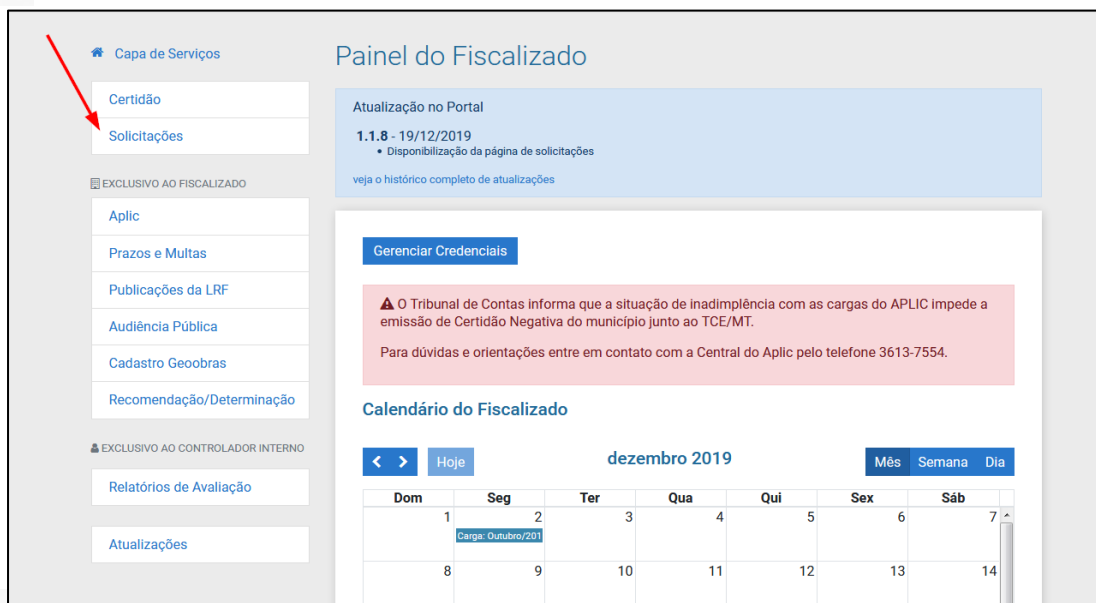 Capa de Serviços
Certidão
Solicitações
EXCLUSIVO AO FISCALIZADO
Aplic
Prazos e Multas
Publicações da LRF
Audiência Pública
Cadastro Geoobras
Recomendação/Determinação
EXCLUSIVO AO CONTROLADOR INTERNO
Relatórios de Avaliação
Atualizações
Painel do Fiscalizado
Atualização no Portal
1.1.8 - 19/12/2019
• Disponibilização da página de solicitações
veja o histórico completo de atualizações
Gerenciar Credenciais
O Tribunal de Contas informa que a situação de inadimplência com as cargas do APLIC impede a
emissão de Certidão Negativa do município junto ao TCE/MT.
Para dúvidas e orientações entre em contato com a Central do Aplic pelo telefone 3613-7554.
Calendário do Fiscalizado
Hoje dezembro 2019 Mês Semana Dia
Dom Seg Ter Qua Qui Sex Sáb
1 2 3 4 5 6 7
Carga: Outubro/201
8 9 10 11 12 13 14